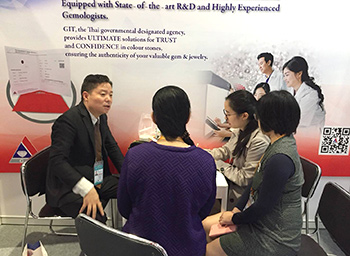 Equipped with State- of- the -art R&D and Highly Experienced
Gemologists.
GIT, the Thai governmental designated agency,
provides ULTIMATE solutions for TRUST
and CONFIDENCE in colour stones,
ensuring the authenticity of your valuable gem & jewelry.